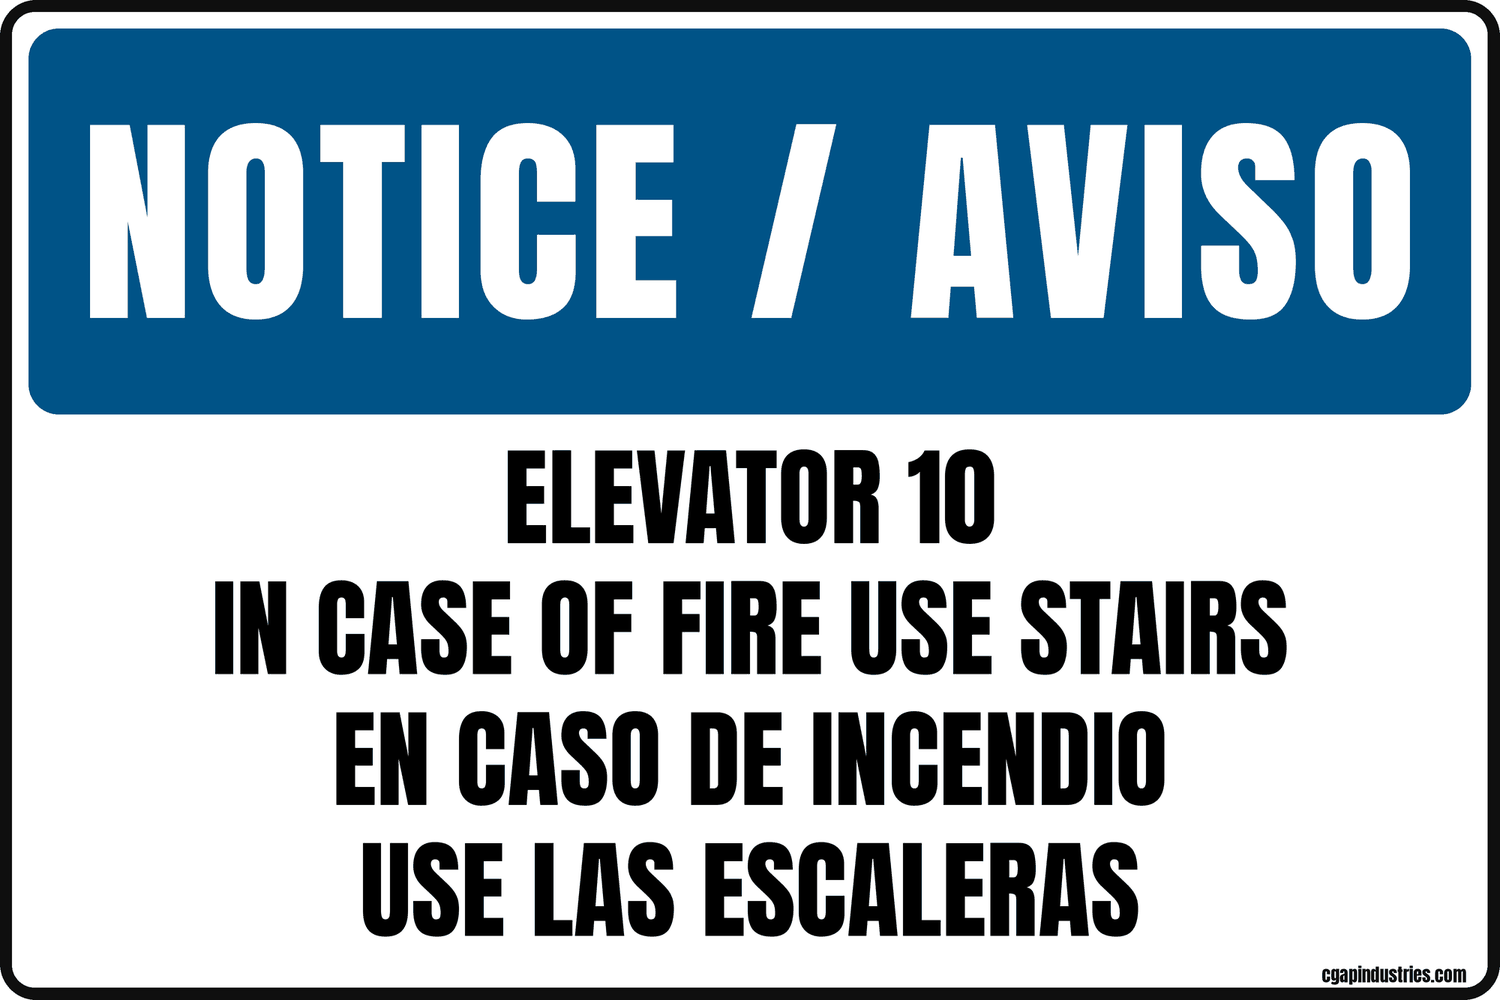 NOTICE / AVISO
ELEVATOR 10
IN CASE OF FIRE USE STAIRS
EN CASO DE INCENDIO
USE LAS ESCALERAS
cgapindustries.com